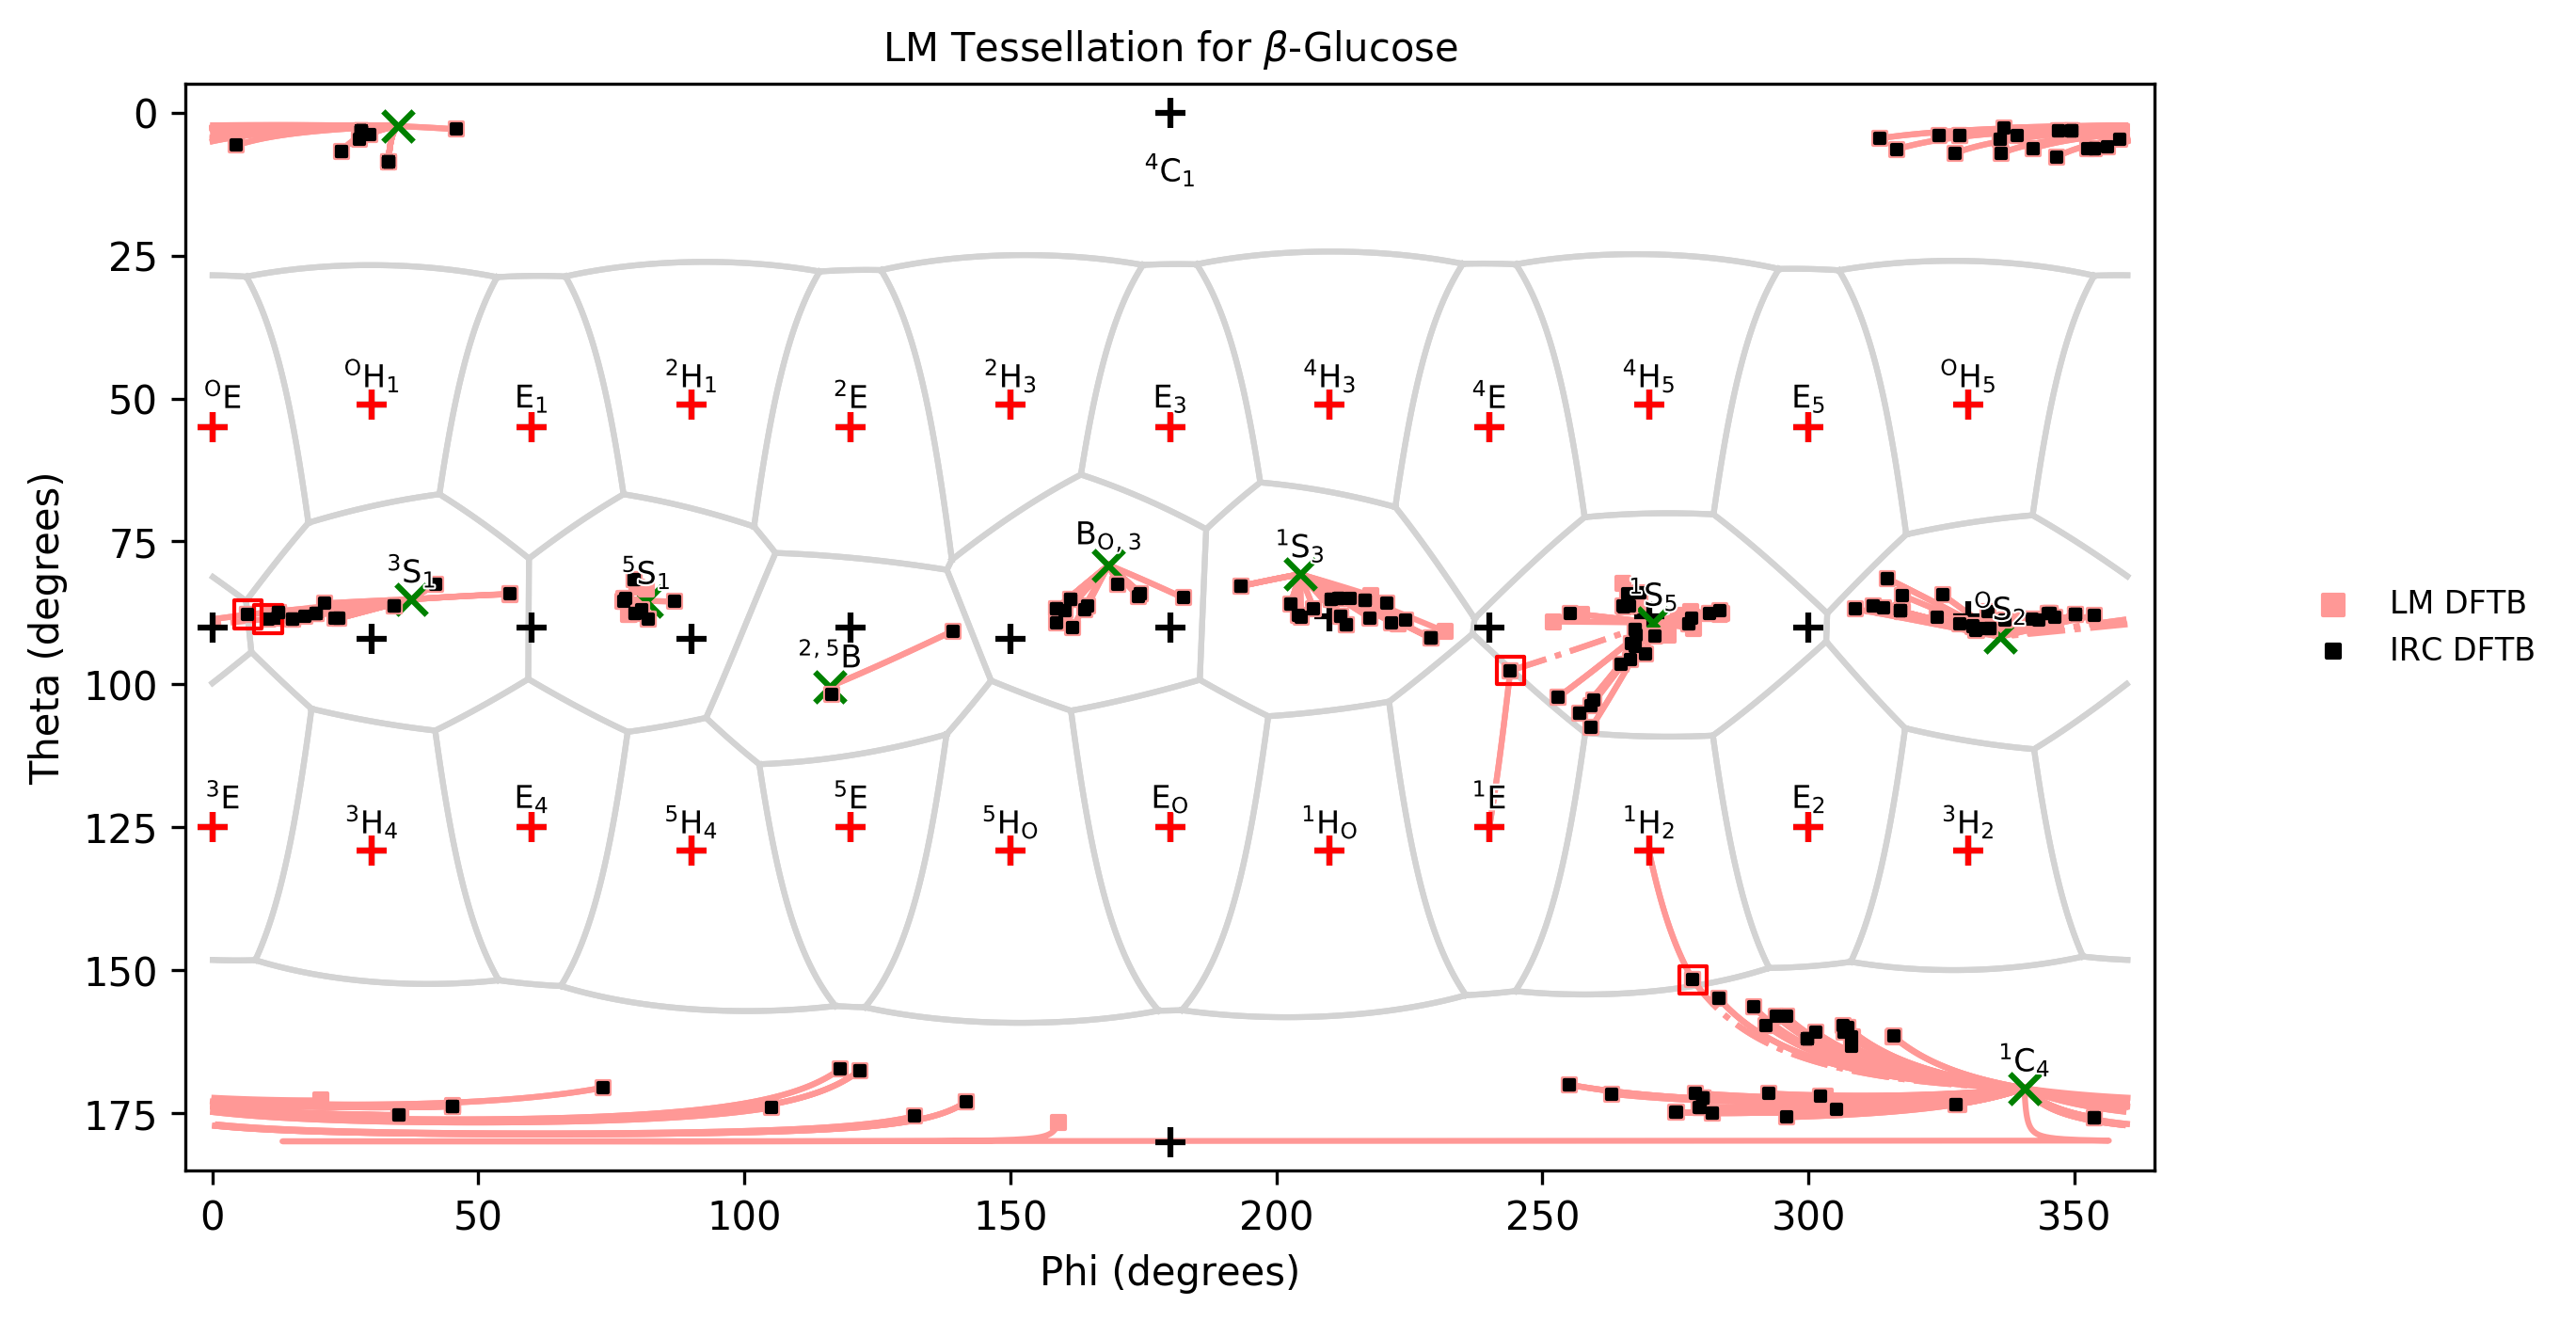 LM Tessellation for β-Glucose
0
⁴C₁
25
ᴼH₁ ²H₁ ²H₃ ⁴H₃ ⁴H₅ ᴼH₅
50
ᴼE E₁ ²E E₃ ⁴E E₅
75
B_O,3 ¹S₃
³S₁ ⁵S₁ ¹S₅ ᴼS₂
²,⁵B
100
LM DFTB
IRC DFTB
125
³E E₄ ⁵E E_O ¹E E₂
³H₄ ⁵H₄ ⁵H_O ¹H_O ¹H₂ ³H₂
150
¹C₄
175
0 50 100 150 200 250 300 350
Phi (degrees)
Theta (degrees)